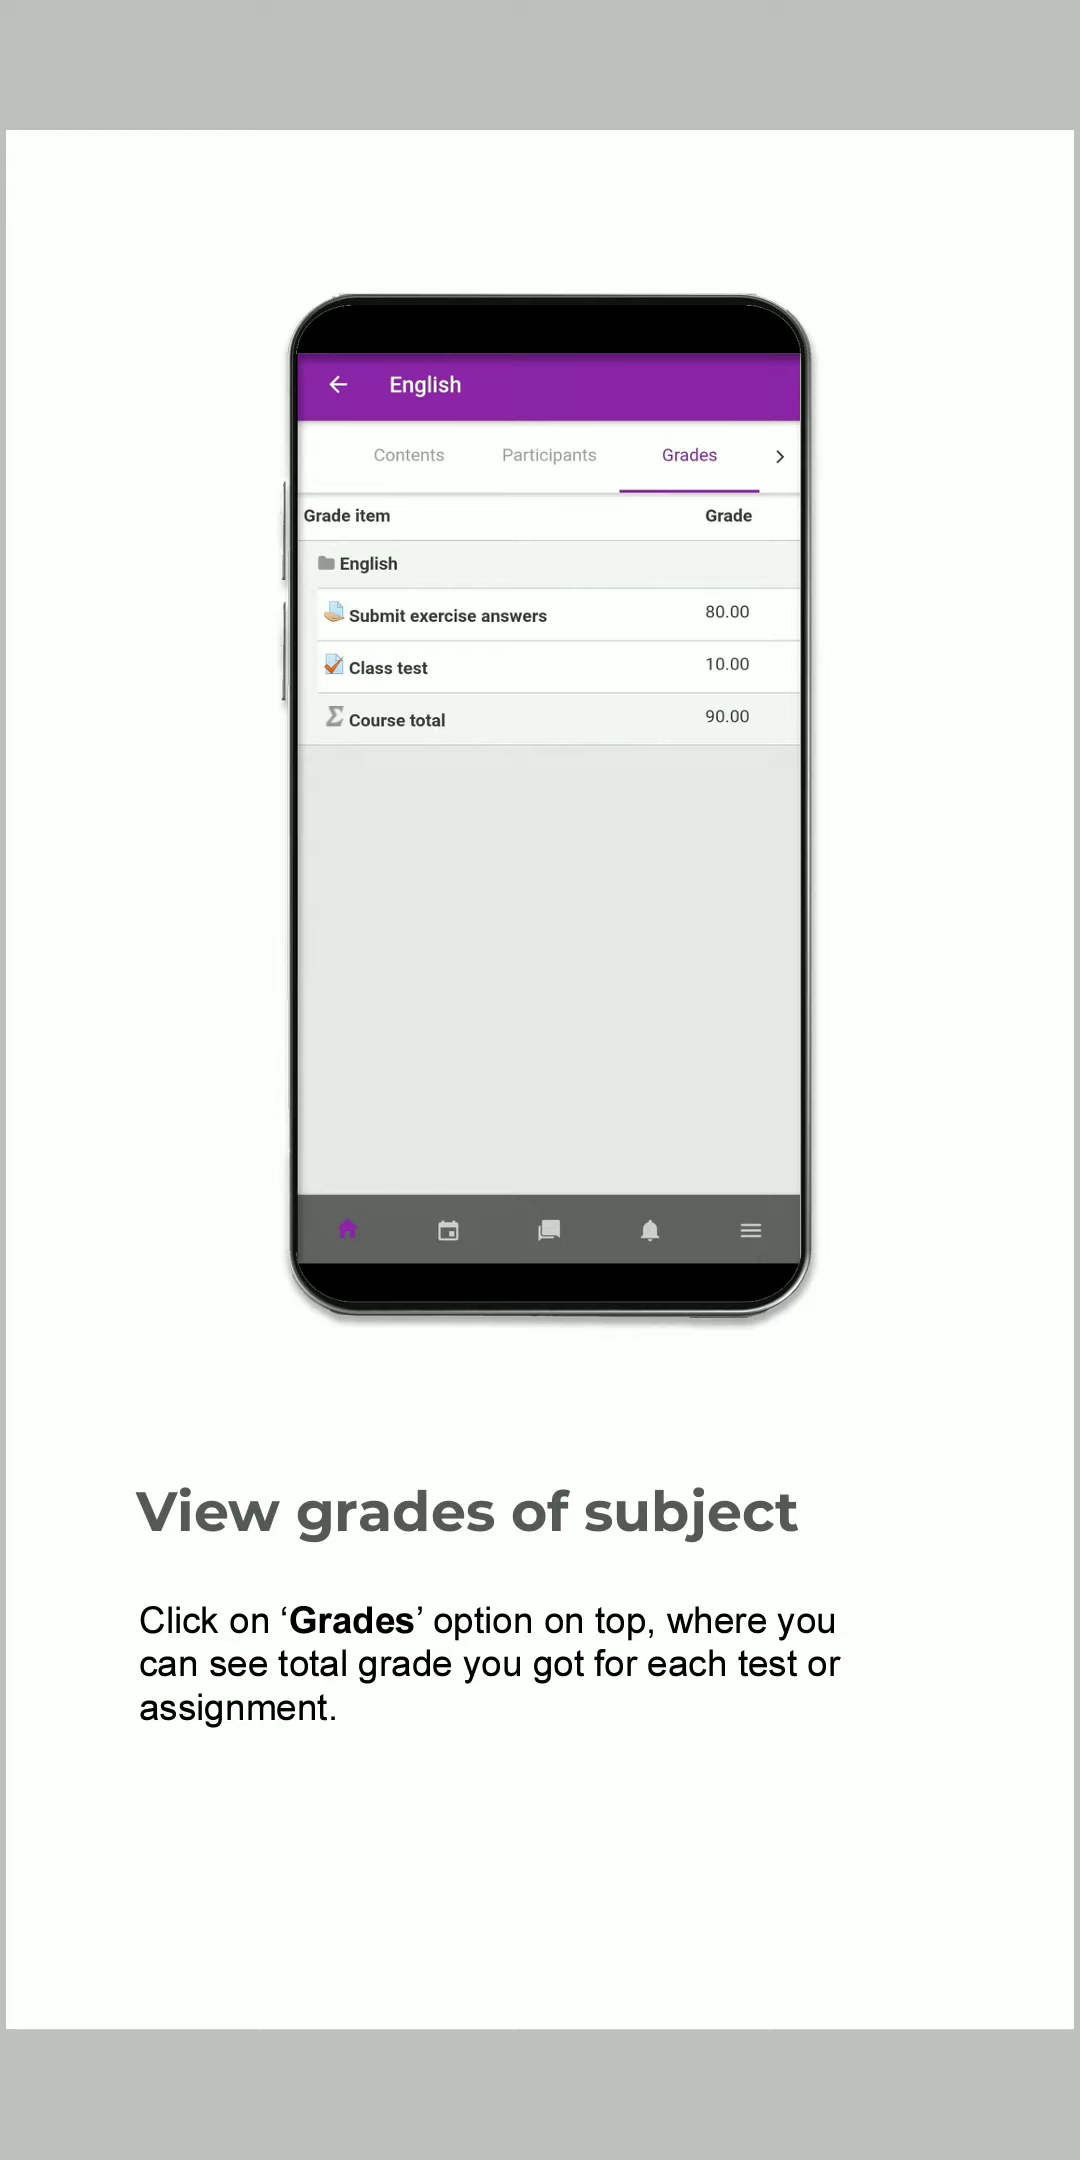 English
Contents Participants Grades
Grade item Grade
English
Submit exercise answers 80.00
Class test 10.00
Course total 90.00
View grades of subject
Click on ‘Grades’ option on top, where you
can see total grade you got for each test or
assignment.